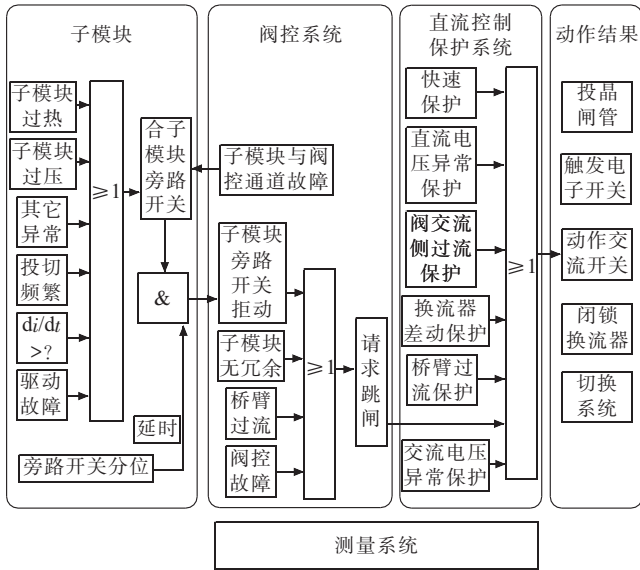 子模块
子模块
过热
子模块
过压
其它
异常
投切
频繁
di/dt
>?
驱动
故障
≥1
合子
模块
旁路
开关
&
延时
旁路开关分位
阀控系统
子模块与阀
控通道故障
子模块
旁路
开关
拒动
子模块
无冗余
桥臂
过流
阀控
故障
≥1
请
求
跳
闸
直流控制
保护系统
快速
保护
直流电
压异常
保护
阀交流
侧过流
保护
换流器
差动保护
桥臂过
流保护
交流电压
异常保护
≥1
动作结果
投晶
闸管
触发电
子开关
动作交
流开关
闭锁
换流器
切换
系统
测量系统